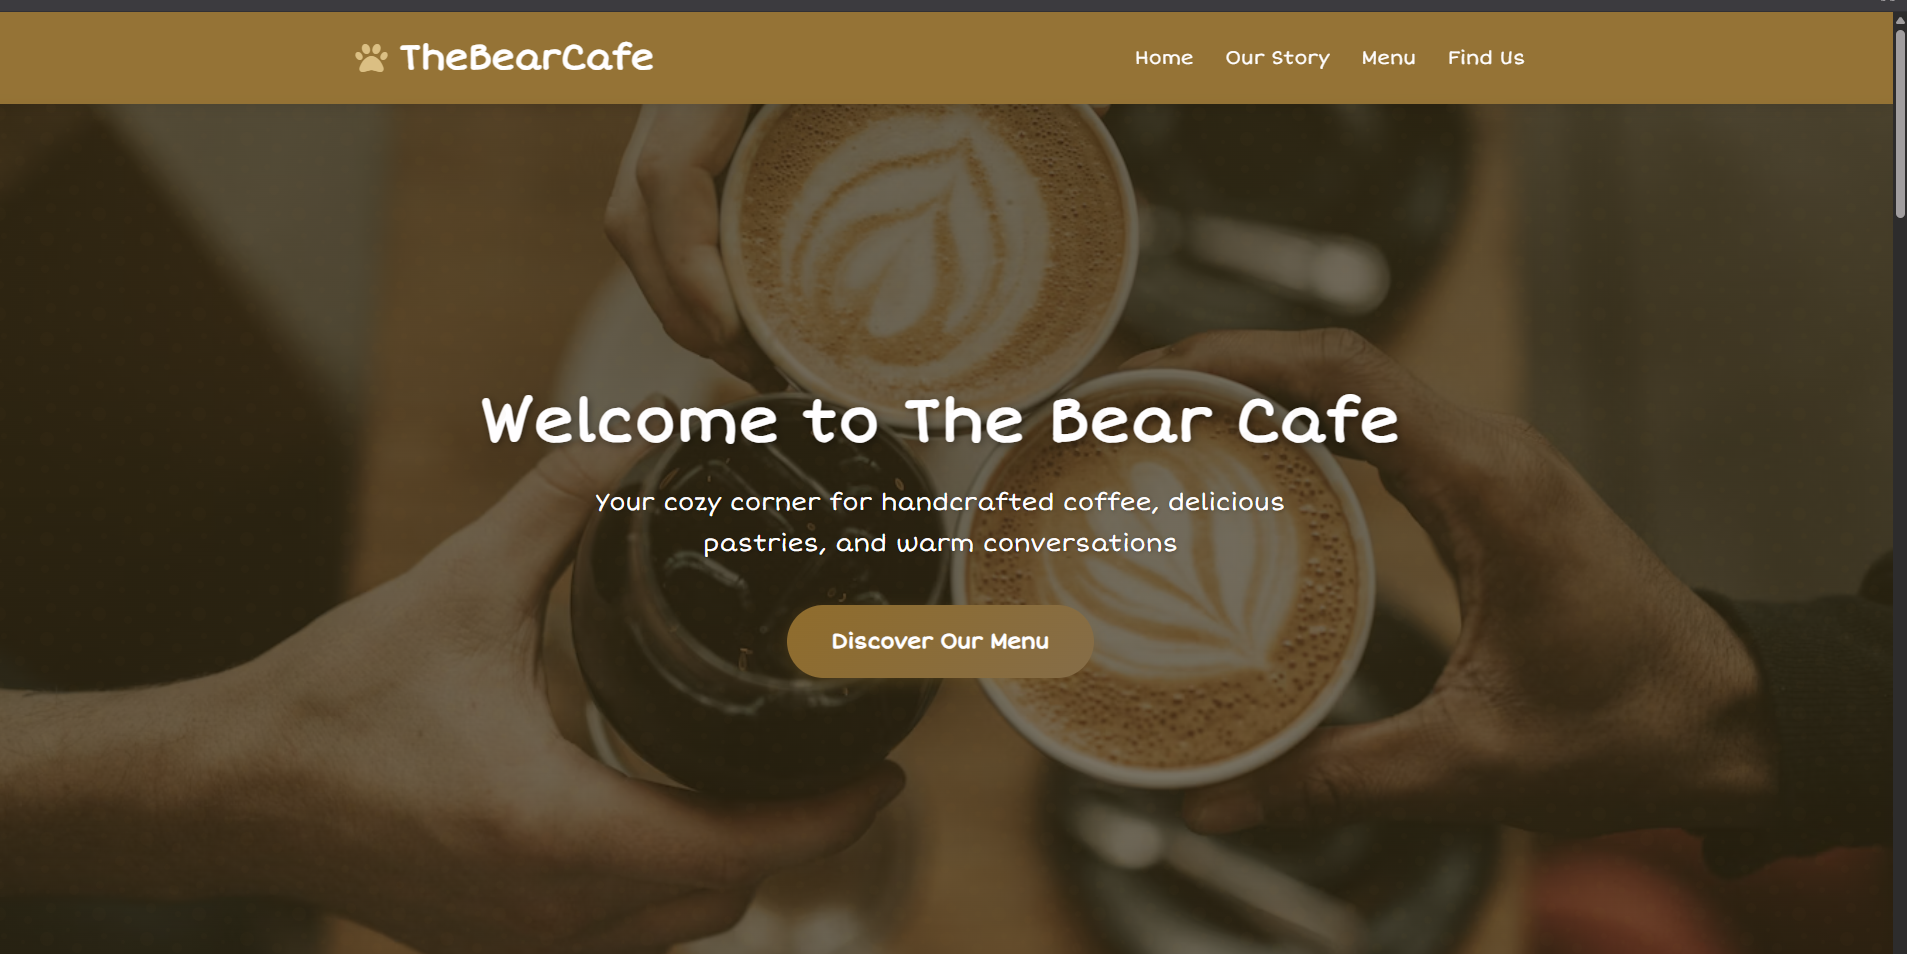 TheBearCafe
Home Our Story Menu Find Us
Welcome to The Bear Cafe
Your cozy corner for handcrafted coffee, delicious
pastries, and warm conversations
Discover Our Menu